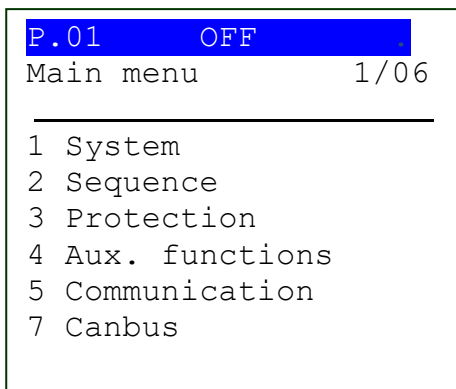 P.01 OFF .
Main menu 1/06
1 System
2 Sequence
3 Protection
4 Aux. functions
5 Communication
7 Canbus